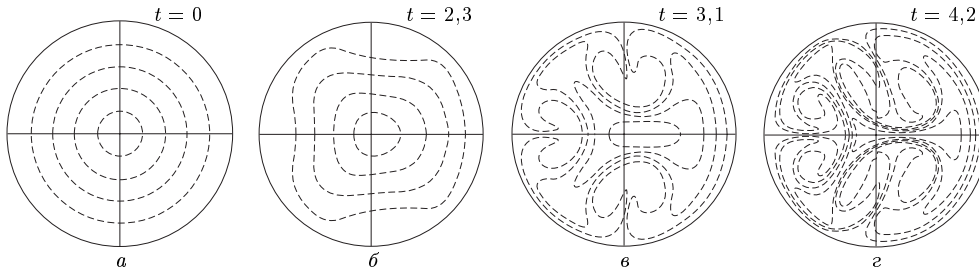 t = 0
t = 2,3
t = 3,1
t = 4,2
а
б
в
г